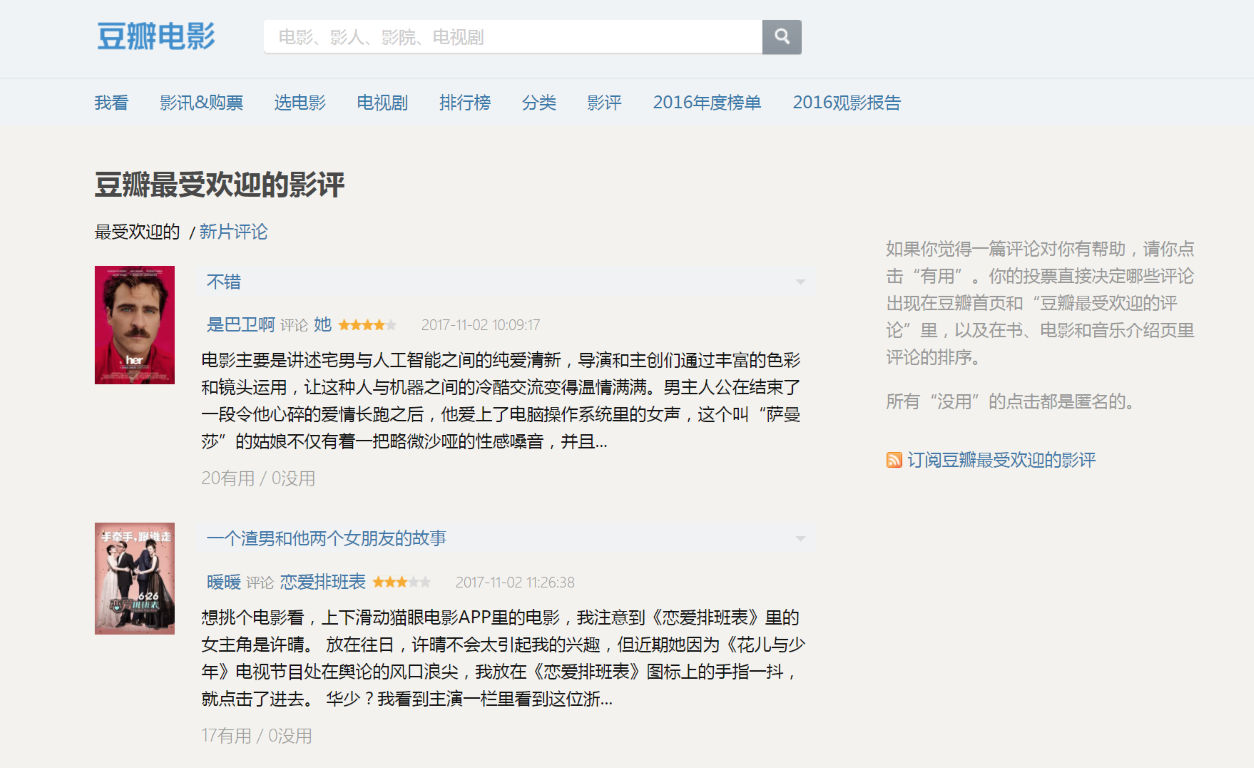 豆瓣电影
电影、影人、影院、电视剧
我看 影讯&购票 选电影 电视剧 排行榜 分类 影评 2016年度榜单 2016观影报告
豆瓣最受欢迎的影评
最受欢迎的 / 新片评论
her
不错
是巴卫啊 评论 她 2017-11-02 10:09:17
电影主要是讲述宅男与人工智能之间的纯爱清新，导演和主创们通过丰富的色彩
和镜头运用，让这种人与机器之间的冷酷交流变得温情满满。男主人公在结束了
一段令他心碎的爱情长跑之后，他爱上了电脑操作系统里的女声，这个叫“萨曼
莎”的姑娘不仅有着一把略微沙哑的性感嗓音，并且...
20有用 / 0没用
手牵手，跟谁走
6·26
恋爱排班表
一个渣男和他两个女朋友的故事
暖暖 评论 恋爱排班表 2017-11-02 11:26:38
想挑个电影看，上下滑动猫眼电影APP里的电影，我注意到《恋爱排班表》里的
女主角是许晴。 放在往日，许晴不会太引起我的兴趣，但近期她因为《花儿与少
年》电视节目处在舆论的风口浪尖，我放在《恋爱排班表》图标上的手指一抖，
就点击了进去。 华少？我看到主演一栏里看到这位浙...
17有用 / 0没用
如果你觉得一篇评论对你有帮助，请你点
击“有用”。你的投票直接决定哪些评论
出现在豆瓣首页和“豆瓣最受欢迎的评
论”里，以及在书、电影和音乐介绍页里
评论的排序。
所有“没用”的点击都是匿名的。
订阅豆瓣最受欢迎的影评